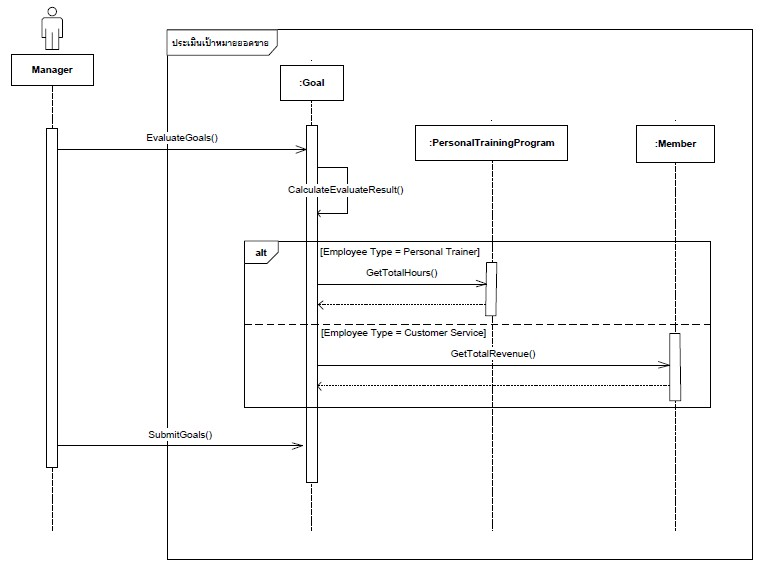 ประเมินเป้าหมายยอดขาย
Manager
:Goal
:PersonalTrainingProgram
:Member
EvaluateGoals()
CalculateEvaluateResult()
alt
[Employee Type = Personal Trainer]
GetTotalHours()
[Employee Type = Customer Service]
GetTotalRevenue()
SubmitGoals()